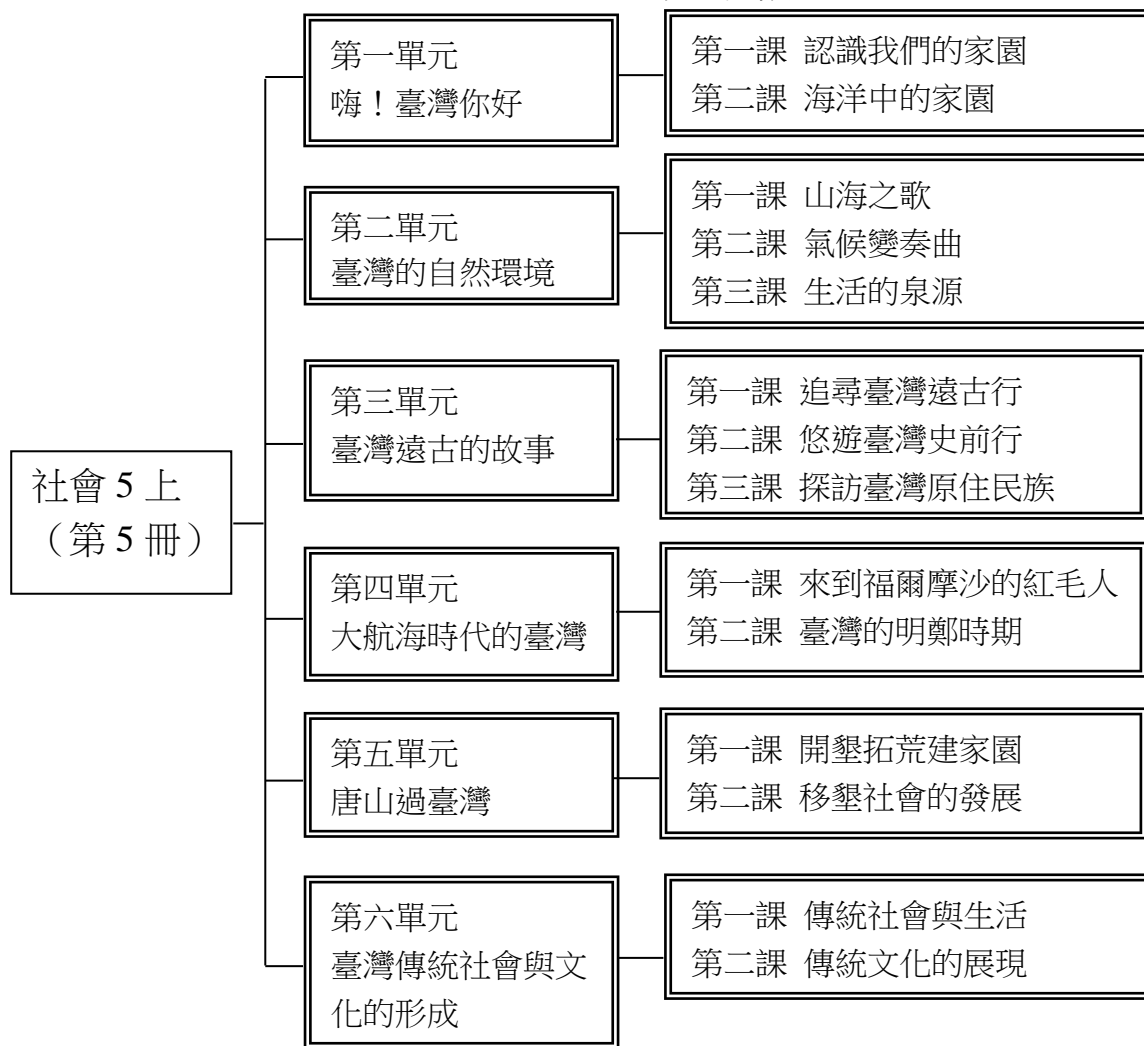 社會 5 上
（第 5 冊）
第一單元
嗨！臺灣你好
第一課 認識我們的家園
第二課 海洋中的家園
第二單元
臺灣的自然環境
第一課 山海之歌
第二課 氣候變奏曲
第三課 生活的泉源
第三單元
臺灣遠古的故事
第一課 追尋臺灣遠古行
第二課 悠遊臺灣史前行
第三課 探訪臺灣原住民族
第四單元
大航海時代的臺灣
第一課 來到福爾摩沙的紅毛人
第二課 臺灣的明鄭時期
第五單元
唐山過臺灣
第一課 開墾拓荒建家園
第二課 移墾社會的發展
第六單元
臺灣傳統社會與文
化的形成
第一課 傳統社會與生活
第二課 傳統文化的展現